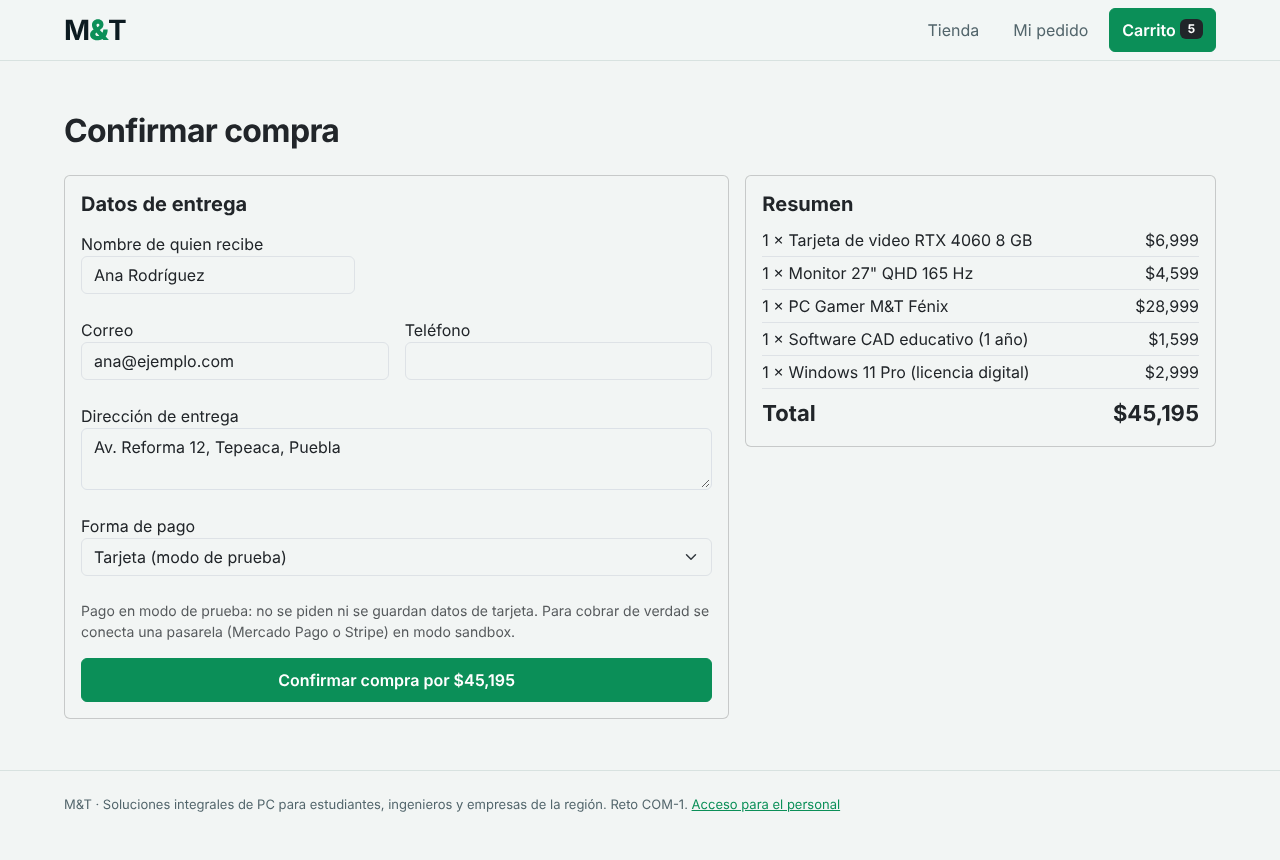 M&T
Tienda
Mi pedido
Carrito 5
Confirmar compra
Datos de entrega
Nombre de quien recibe
Ana Rodríguez
Correo
Teléfono
ana@ejemplo.com
Dirección de entrega
Av. Reforma 12, Tepeaca, Puebla
Forma de pago
Tarjeta (modo de prueba)
Pago en modo de prueba: no se piden ni se guardan datos de tarjeta. Para cobrar de verdad se
conecta una pasarela (Mercado Pago o Stripe) en modo sandbox.
Confirmar compra por $45,195
Resumen
1 × Tarjeta de video RTX 4060 8 GB $6,999
1 × Monitor 27" QHD 165 Hz $4,599
1 × PC Gamer M&T Fénix $28,999
1 × Software CAD educativo (1 año) $1,599
1 × Windows 11 Pro (licencia digital) $2,999
Total $45,195
M&T · Soluciones integrales de PC para estudiantes, ingenieros y empresas de la región. Reto COM-1. Acceso para el personal